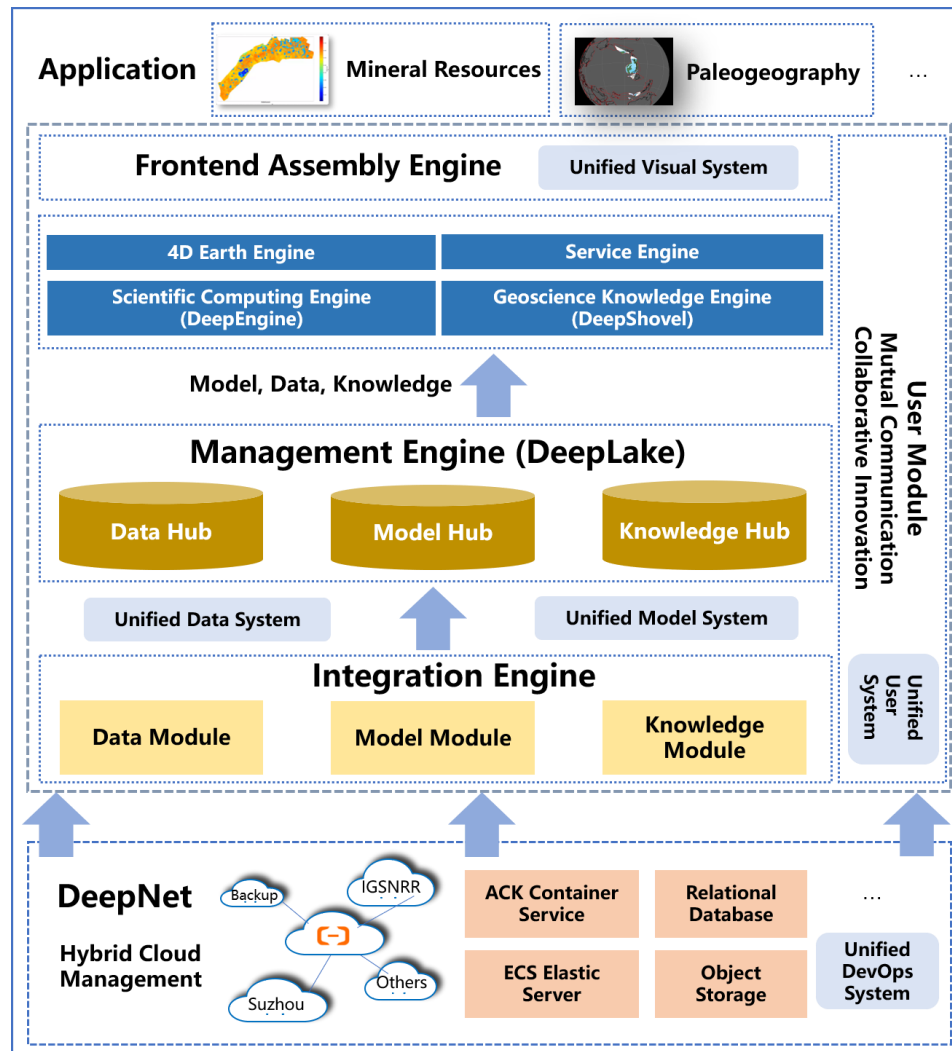 Application
Mineral Resources
Paleogeography
...
Frontend Assembly Engine
Unified Visual System
4D Earth Engine
Service Engine
Scientific Computing Engine
(DeepEngine)
Geoscience Knowledge Engine
(DeepShovel)
Model, Data, Knowledge
Management Engine (DeepLake)
Data Hub
Model Hub
Knowledge Hub
Unified Data System
Unified Model System
Integration Engine
Data Module
Model Module
Knowledge
Module
User Module
Mutual Communication
Collaborative Innovation
Unified
User
System
DeepNet
Hybrid Cloud
Management
Backup
IGSNRR
Suzhou
Others
ACK Container
Service
Relational
Database
...
ECS Elastic
Server
Object
Storage
Unified
DevOps
System